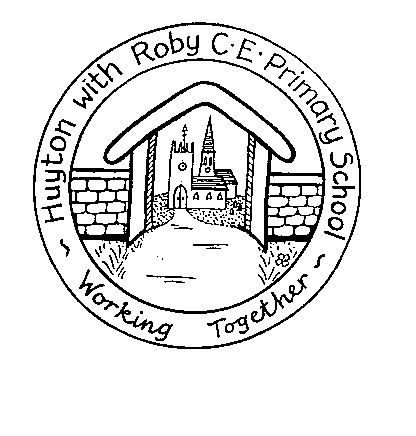 Huyton with Roby C·E·Primary School
~ Working Together ~